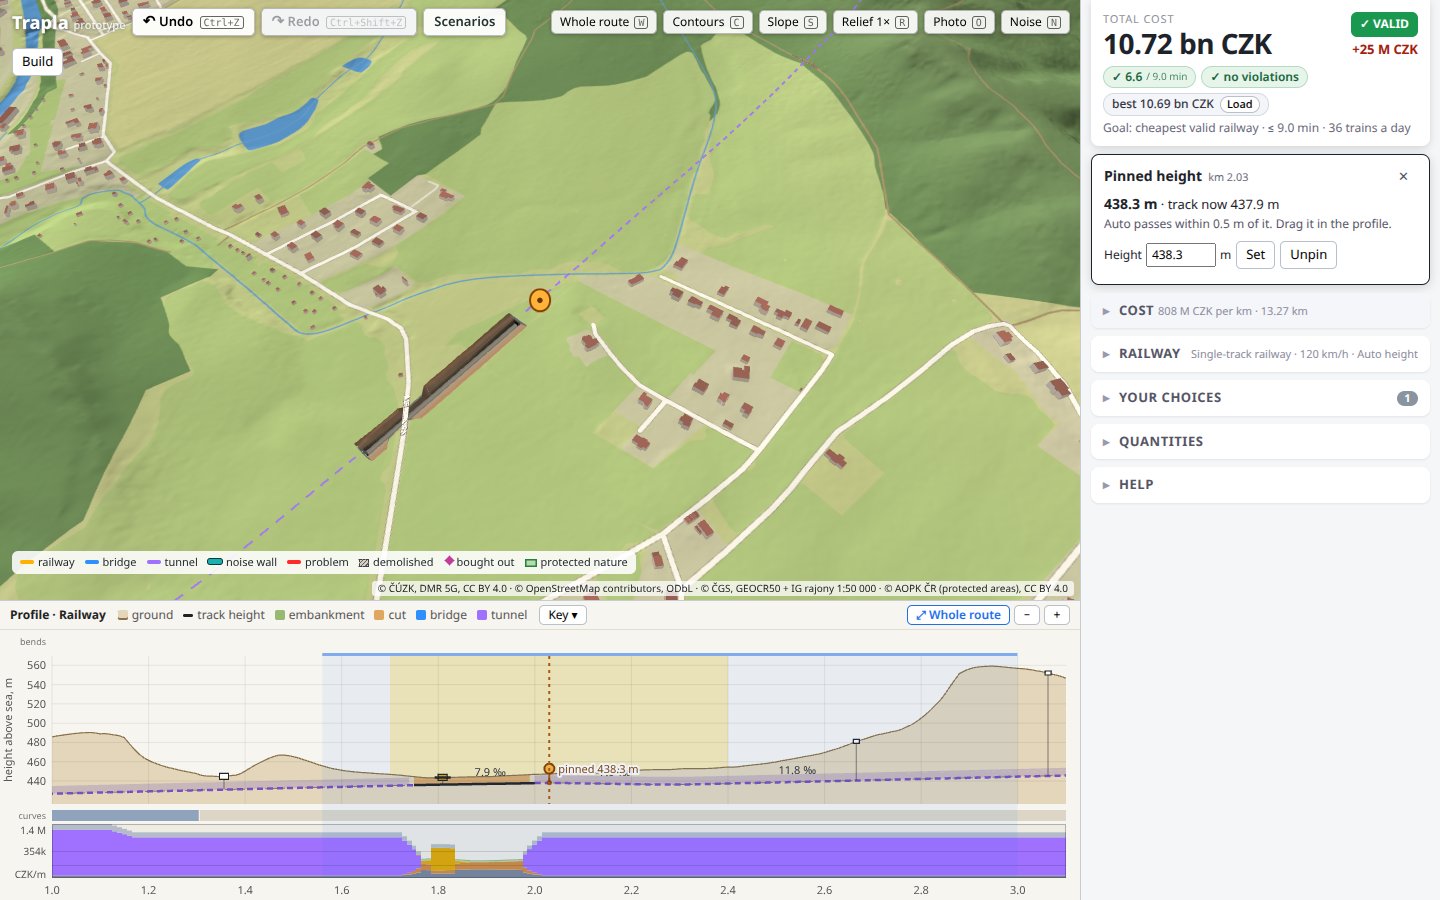 Trapla prototype
↶ Undo Ctrl+Z
↷ Redo Ctrl+Shift+Z
Scenarios
Whole route W
Contours C
Slope S
Relief 1× R
Photo O
Noise N
Build
railway bridge tunnel noise wall problem demolished bought out protected nature
© ČÚZK, DMR 5G, CC BY 4.0 · © OpenStreetMap contributors, ODbL · © ČGS, GEOCR50 + IG rajony 1:50 000 · © AOPK ČR (protected areas), CC BY 4.0
TOTAL COST
10.72 bn CZK
✓ VALID
+25 M CZK
✓ 6.6 / 9.0 min
✓ no violations
best 10.69 bn CZK Load
Goal: cheapest valid railway · ≤ 9.0 min · 36 trains a day
Pinned height km 2.03 ✕
438.3 m · track now 437.9 m
Auto passes within 0.5 m of it. Drag it in the profile.
Height 438.3 m Set Unpin
▶ COST 808 M CZK per km · 13.27 km
▶ RAILWAY Single-track railway · 120 km/h · Auto height
▶ YOUR CHOICES 1
▶ QUANTITIES
▶ HELP
Profile · Railway ground track height embankment cut bridge tunnel Key ▾
⤢ Whole route − +
bends
height above sea, m
560
540
520
500
480
460
440
7.9 ‰
pinned 438.3 m
11.8 ‰
curves
1.4 M
354k
CZK/m
1.0 1.2 1.4 1.6 1.8 2.0 2.2 2.4 2.6 2.8 3.0